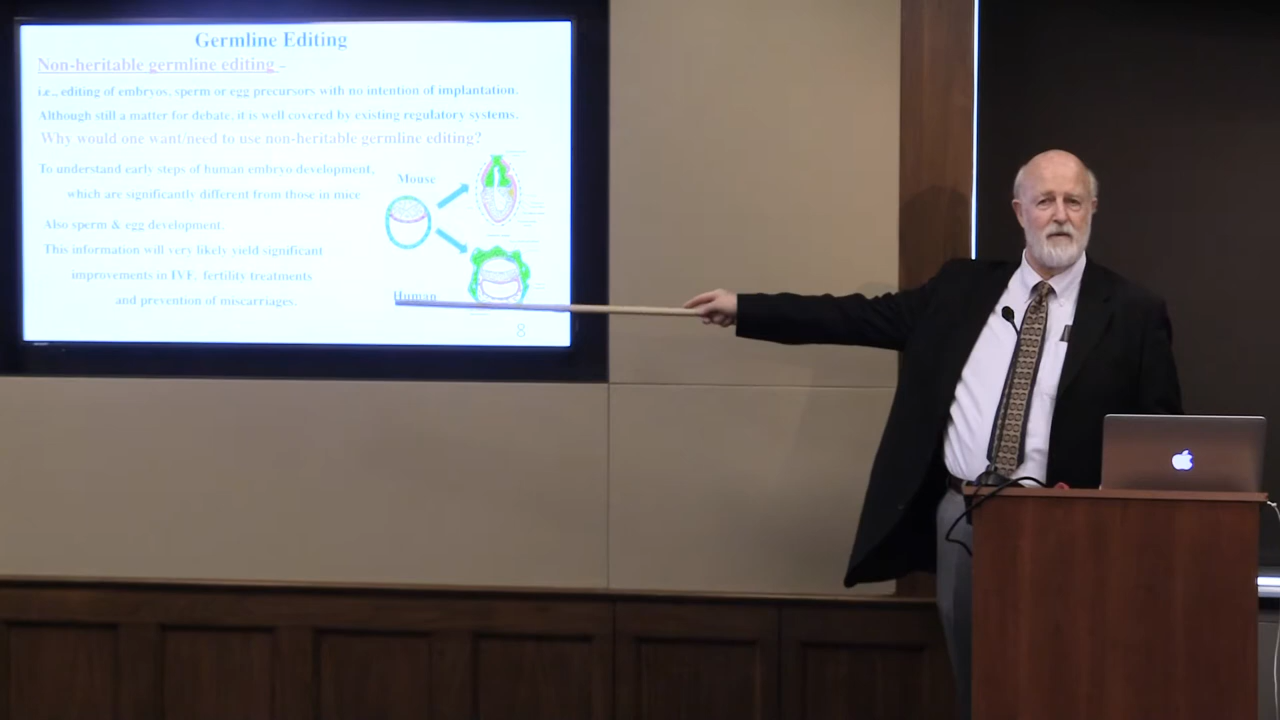 Germline Editing
Non-heritable germline editing -
i.e., editing of embryos, sperm or egg precursors with no intention of implantation.
Although still a matter for debate, it is well covered by existing regulatory systems.
Why would one want/need to use non-heritable germline editing?
To understand early steps of human embryo development,
which are significantly different from those in mice
Also sperm & egg development.
This information will very likely yield significant
improvements in IVF, fertility treatments
and prevention of miscarriages.
Mouse
Human
8